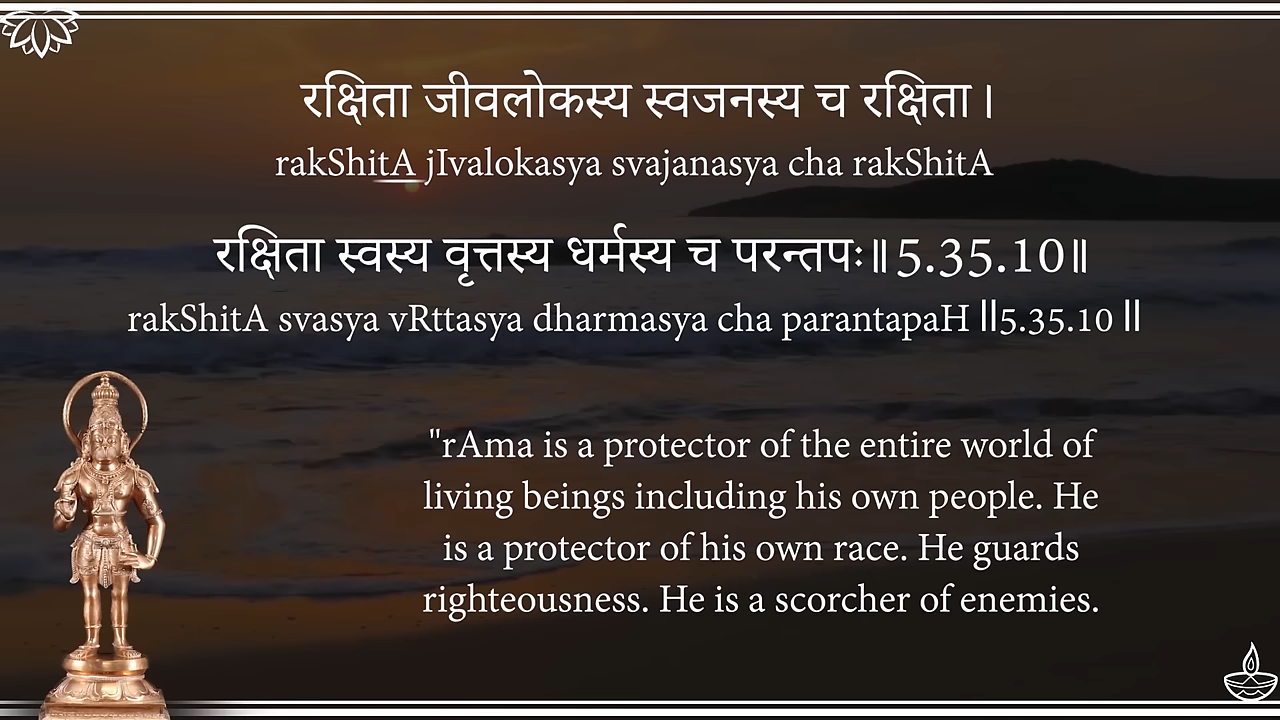 रक्षिता जीवलोकस्य स्वजनस्य च रक्षिता।
rakShitA jIvalokasya svajanasya cha rakShitA
रक्षिता स्वस्य वृत्तस्य धर्मस्य च परन्तपः॥5.35.10॥
rakShitA svasya vRttasya dharmasya cha parantapaH ||5.35.10 ||
"rAma is a protector of the entire world of
living beings including his own people. He
is a protector of his own race. He guards
righteousness. He is a scorcher of enemies.